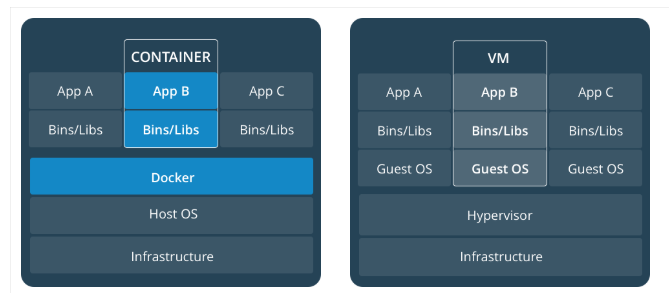 CONTAINER
App A App B App C
Bins/Libs Bins/Libs Bins/Libs
Docker
Host OS
Infrastructure
VM
App A App B App C
Bins/Libs Bins/Libs Bins/Libs
Guest OS Guest OS Guest OS
Hypervisor
Infrastructure